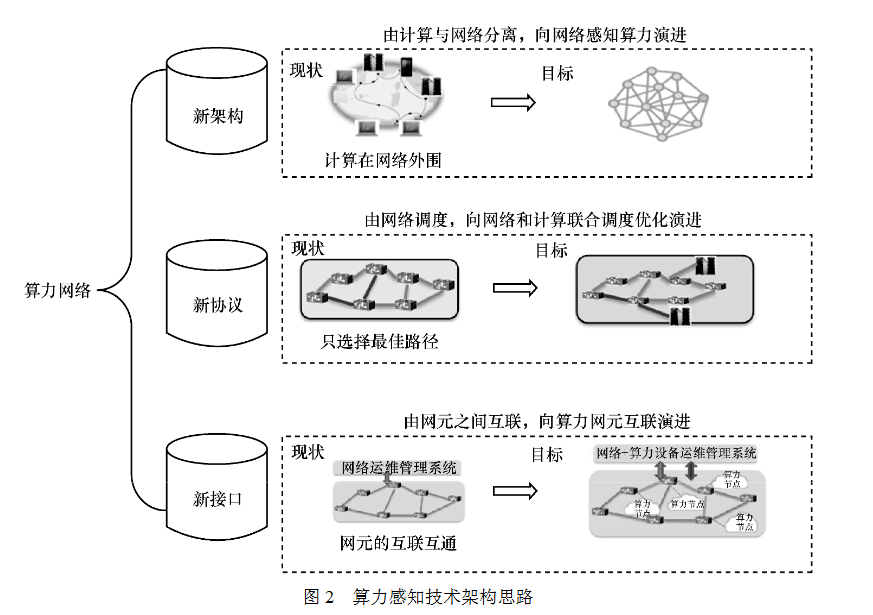 由计算与网络分离，向网络感知算力演进
现状
目标
新架构
计算在网络外围
由网络调度，向网络和计算联合调度优化演进
现状
目标
算力网络
新协议
只选择最佳路径
由网元之间互联，向算力网元互联演进
现状
目标
网络运维管理系统
网络+算力设备运维管理系统
新接口
算力
节点
算力
节点
算力节点
算力
节点
网元的互联互通
图 2 算力感知技术架构思路